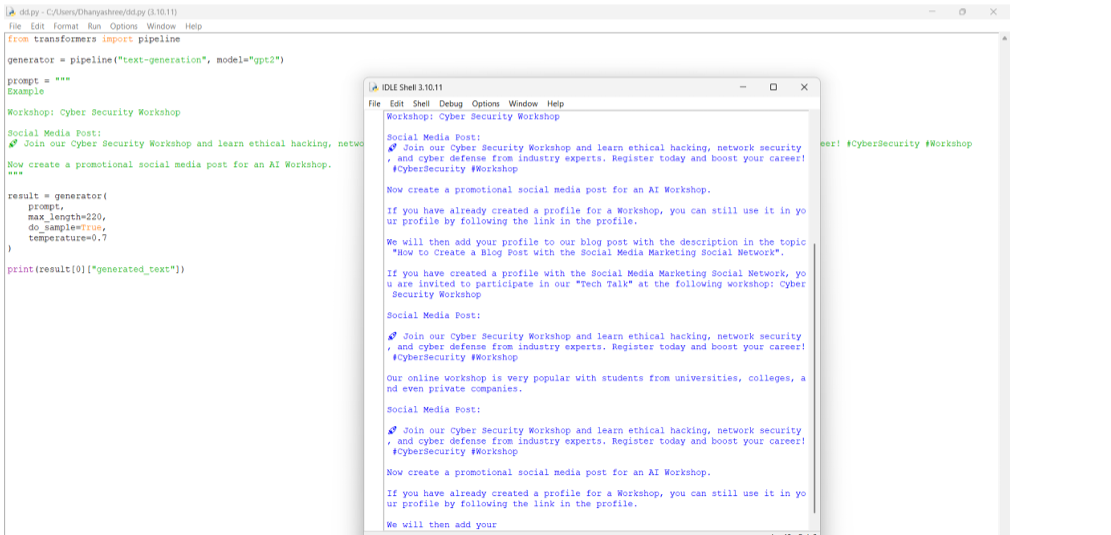 dd.py - C:/Users/Dhanyashree/dd.py (3.10.11)
File Edit Format Run Options Window Help
from transformers import pipeline
generator = pipeline("text-generation", model="gpt2")
prompt = """
Example
Workshop: Cyber Security Workshop
Social Media Post:
🚀 Join our Cyber Security Workshop and learn ethical hacking, netwo
eer! #CyberSecurity #Workshop
Now create a promotional social media post for an AI Workshop.
"""
result = generator(
    prompt,
    max_length=220,
    do_sample=True,
    temperature=0.7
)
print(result[0]["generated_text"])
IDLE Shell 3.10.11
File Edit Shell Debug Options Window Help
Workshop: Cyber Security Workshop
Social Media Post:
🚀 Join our Cyber Security Workshop and learn ethical hacking, network security
, and cyber defense from industry experts. Register today and boost your career!
 #CyberSecurity #Workshop
Now create a promotional social media post for an AI Workshop.
If you have already created a profile for a Workshop, you can still use it in yo
ur profile by following the link in the profile.
We will then add your profile to our blog post with the description in the topic
 "How to Create a Blog Post with the Social Media Marketing Social Network".
If you have created a profile with the Social Media Marketing Social Network, yo
u are invited to participate in our "Tech Talk" at the following workshop: Cyber
 Security Workshop
Social Media Post:
🚀 Join our Cyber Security Workshop and learn ethical hacking, network security
, and cyber defense from industry experts. Register today and boost your career!
 #CyberSecurity #Workshop
Our online workshop is very popular with students from universities, colleges, a
nd even private companies.
Social Media Post:
🚀 Join our Cyber Security Workshop and learn ethical hacking, network security
, and cyber defense from industry experts. Register today and boost your career!
 #CyberSecurity #Workshop
Now create a promotional social media post for an AI Workshop.
If you have already created a profile for a Workshop, you can still use it in yo
ur profile by following the link in the profile.
We will then add your